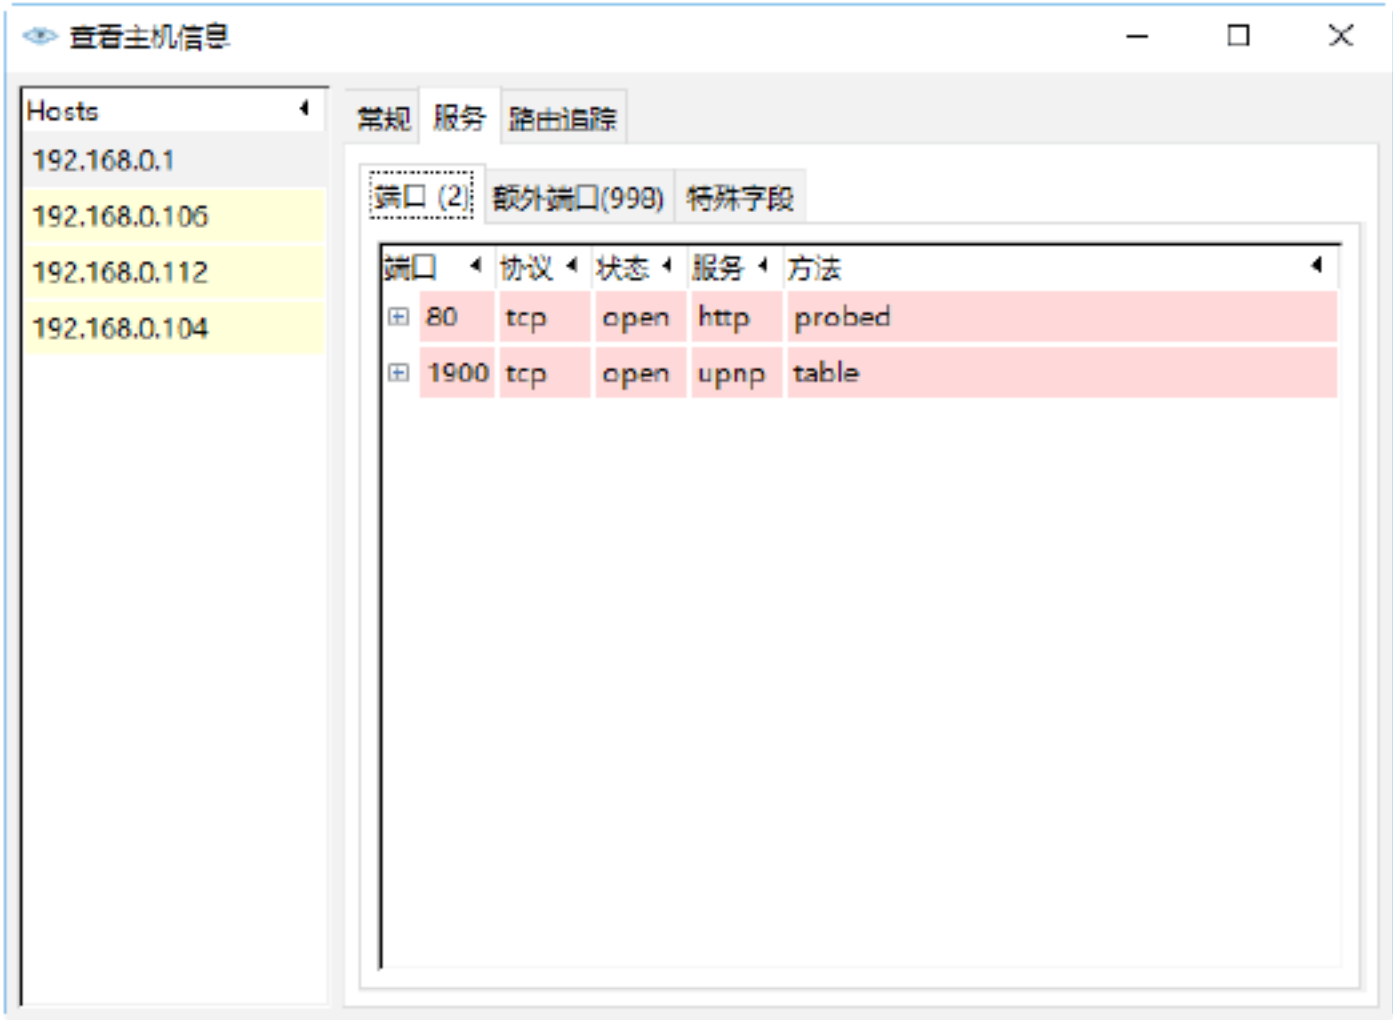 查看主机信息
Hosts
192.168.0.1
192.168.0.106
192.168.0.112
192.168.0.104
常规 服务 路由追踪
端口 (2) 额外端口(998) 特殊字段
端口 协议 状态 服务 方法
80 tcp open http probed
1900 tcp open upnp table